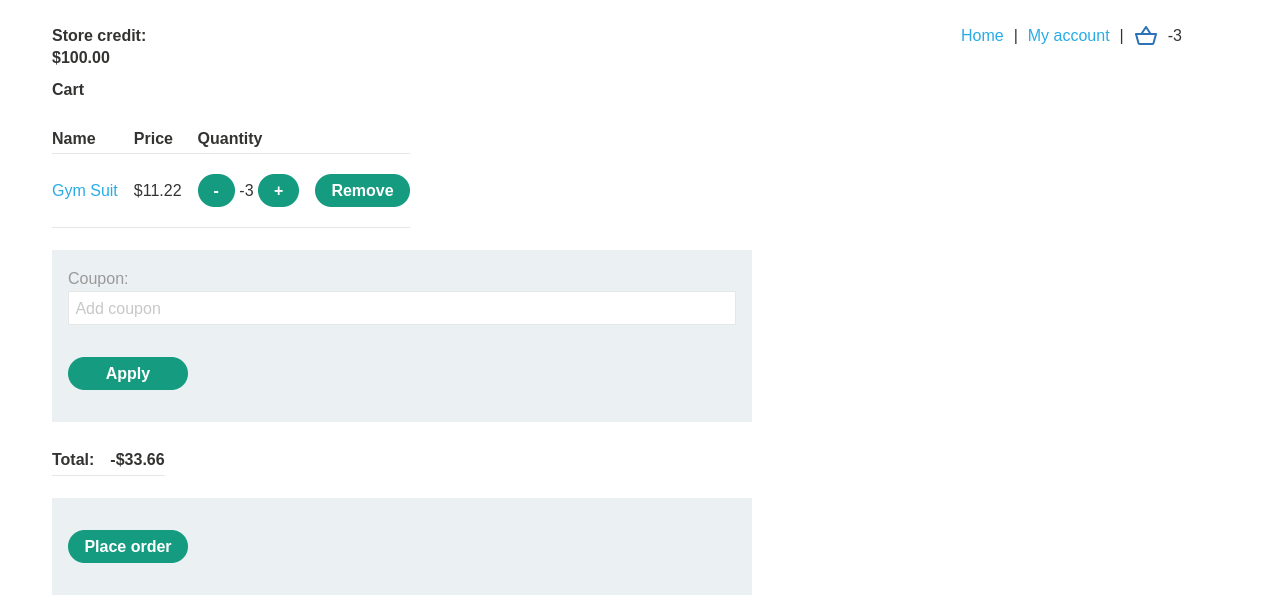 Store credit:
$100.00
Home | My account | -3
Cart
Name Price Quantity
Gym Suit $11.22 - -3 + Remove
Coupon:
Add coupon
Apply
Total: -$33.66
Place order